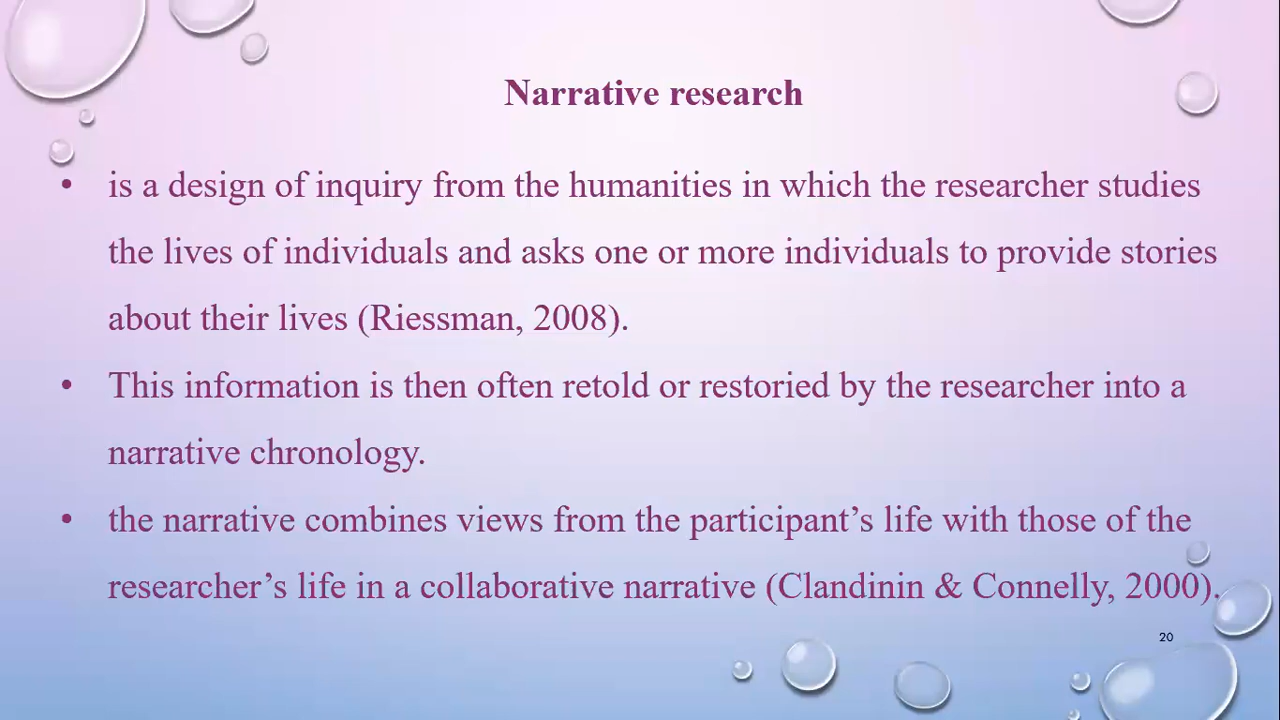 Narrative research
• is a design of inquiry from the humanities in which the researcher studies
the lives of individuals and asks one or more individuals to provide stories
about their lives (Riessman, 2008).
• This information is then often retold or restoried by the researcher into a
narrative chronology.
• the narrative combines views from the participant’s life with those of the
researcher’s life in a collaborative narrative (Clandinin & Connelly, 2000).
20